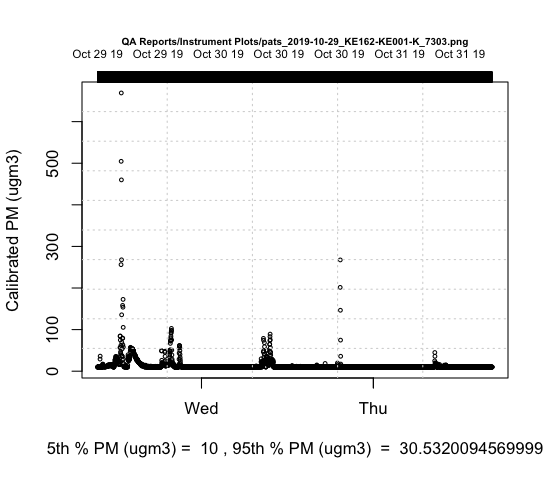 QA Reports/Instrument Plots/pats_2019-10-29_KE162-KE001-K_7303.png
Oct 29 19 Oct 29 19 Oct 30 19 Oct 30 19 Oct 30 19 Oct 31 19 Oct 31 19
Calibrated PM (ugm3)
500
300
100
0
Wed Thu
5th % PM (ugm3) = 10 , 95th % PM (ugm3) = 30.5320094569999